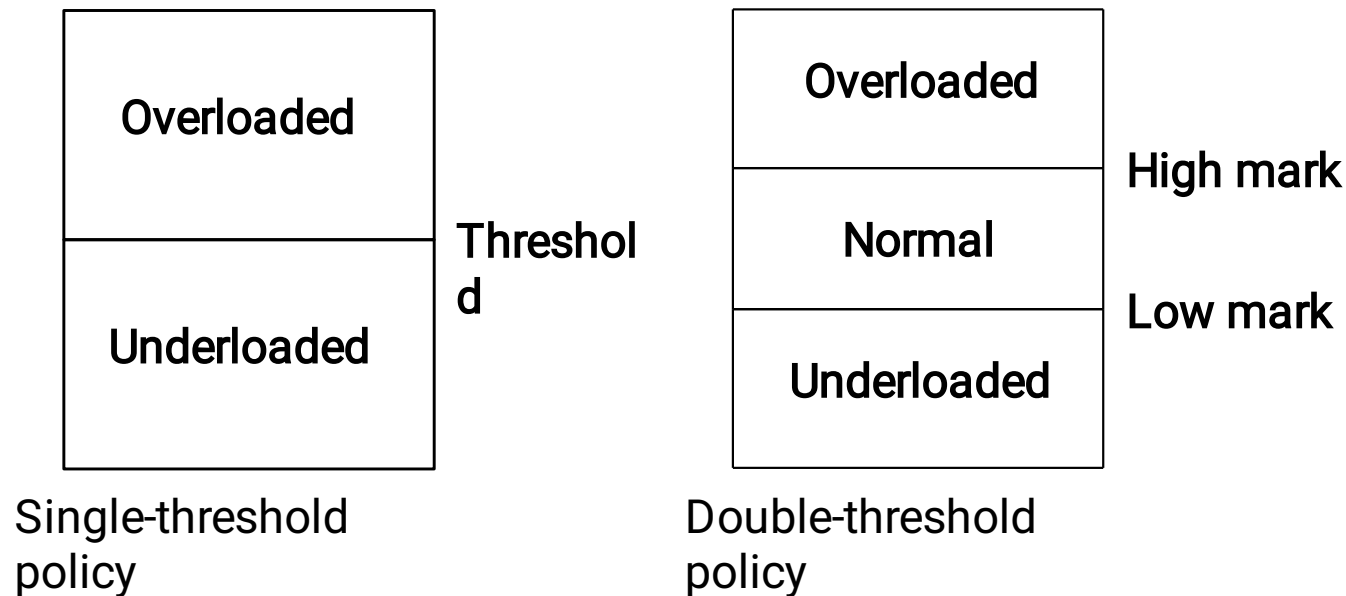 Overloaded
Threshol
d
Underloaded
Single-threshold
policy
Overloaded
High mark
Normal
Low mark
Underloaded
Double-threshold
policy